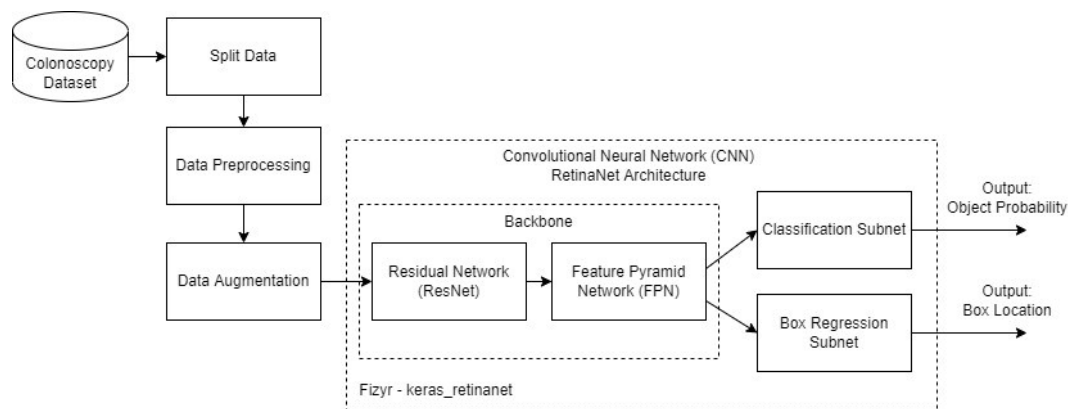 Colonoscopy
Dataset
Split Data
Data Preprocessing
Data Augmentation
Convolutional Neural Network (CNN)
RetinaNet Architecture
Backbone
Residual Network
(ResNet)
Feature Pyramid
Network (FPN)
Classification Subnet
Box Regression
Subnet
Output:
Object Probability
Output:
Box Location
Fizyr - keras_retinanet